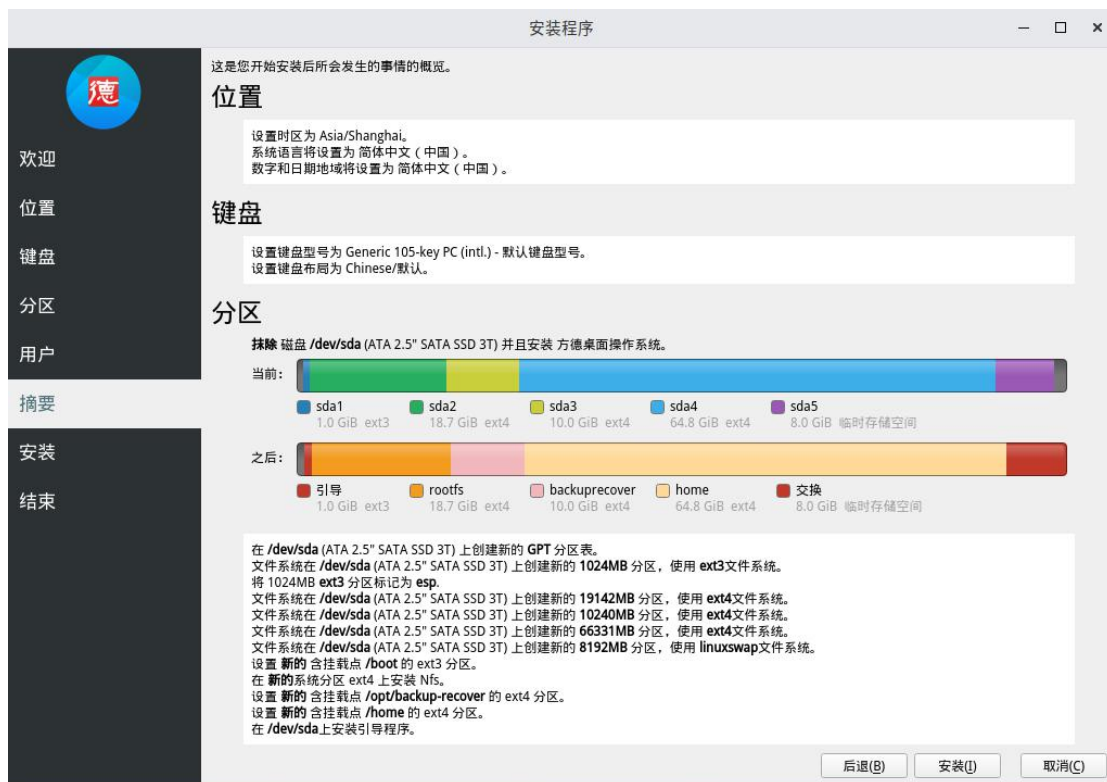 安装程序
德
欢迎
位置
键盘
分区
用户
摘要
安装
结束
这是您开始安装后所会发生的事情的概览。
位置
设置时区为 Asia/Shanghai。
系统语言将设置为 简体中文 ( 中国 ) 。
数字和日期地域将设置为 简体中文 ( 中国 ) 。
键盘
设置键盘型号为 Generic 105-key PC (intl.) - 默认键盘型号。
设置键盘布局为 Chinese/默认。
分区
抹除 磁盘 /dev/sda (ATA 2.5" SATA SSD 3T) 并且安装 方德桌面操作系统。
当前:
sda1 sda2 sda3 sda4 sda5
1.0 GiB ext3 18.7 GiB ext4 10.0 GiB ext4 64.8 GiB ext4 8.0 GiB 临时存储空间
之后:
引导 rootfs backuprecover home 交换
1.0 GiB ext3 18.7 GiB ext4 10.0 GiB ext4 64.8 GiB ext4 8.0 GiB 临时存储空间
在 /dev/sda (ATA 2.5" SATA SSD 3T) 上创建新的 GPT 分区表。
文件系统在 /dev/sda (ATA 2.5" SATA SSD 3T) 上创建新的 1024MB 分区，使用 ext3文件系统。
将 1024MB ext3 分区标记为 esp.
文件系统在 /dev/sda (ATA 2.5" SATA SSD 3T) 上创建新的 19142MB 分区，使用 ext4文件系统。
文件系统在 /dev/sda (ATA 2.5" SATA SSD 3T) 上创建新的 10240MB 分区，使用 ext4文件系统。
文件系统在 /dev/sda (ATA 2.5" SATA SSD 3T) 上创建新的 66331MB 分区，使用 ext4文件系统。
文件系统在 /dev/sda (ATA 2.5" SATA SSD 3T) 上创建新的 8192MB 分区，使用 linuxswap文件系统。
设置 新的 含挂载点 /boot 的 ext3 分区。
在 新的系统分区 ext4 上安装 Nfs。
设置 新的 含挂载点 /opt/backup-recover 的 ext4 分区。
设置 新的 含挂载点 /home 的 ext4 分区。
在 /dev/sda上安装引导程序。
后退(B) 安装(I) 取消(C)